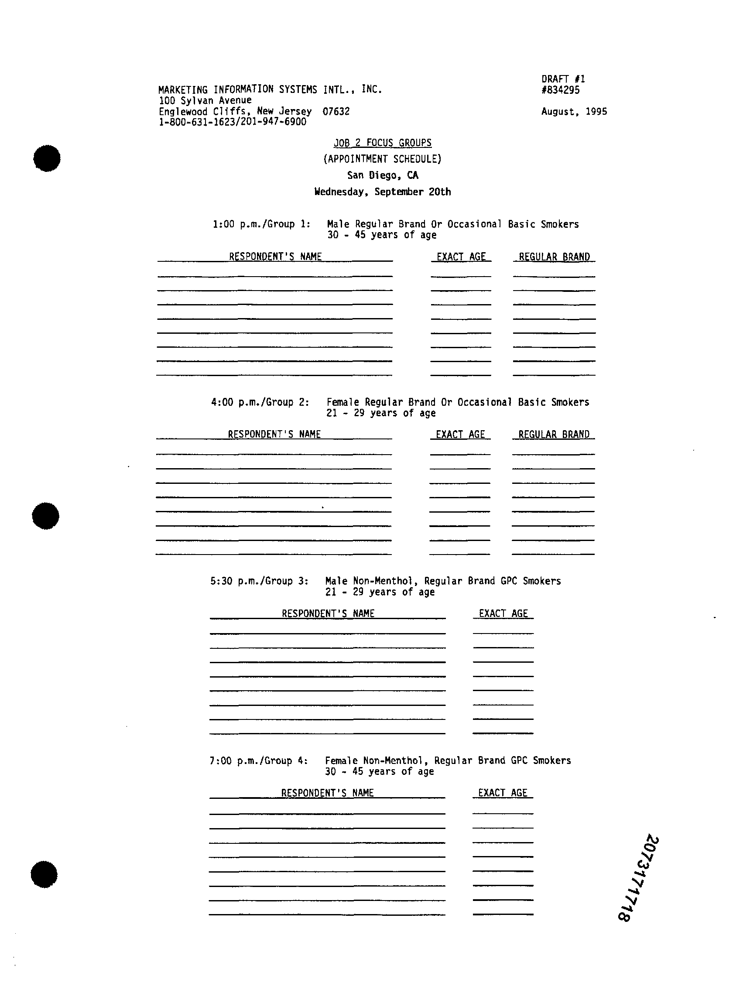 DRAFT #1
MARKETING INFORMATION SYSTEMS INTL., INC. #834295
100 Sylvan Avenue
Englewood Cliffs, New Jersey 07632 August, 1995
1-800-631-1623/201-947-6900
JOB 2 FOCUS GROUPS
(APPOINTMENT SCHEDULE)
San Diego, CA
Wednesday, September 20th
1:00 p.m./Group 1: Male Regular Brand Or Occasional Basic Smokers
30 - 45 years of age
RESPONDENT'S NAME EXACT AGE REGULAR BRAND
4:00 p.m./Group 2: Female Regular Brand Or Occasional Basic Smokers
21 - 29 years of age
RESPONDENT'S NAME EXACT AGE REGULAR BRAND
5:30 p.m./Group 3: Male Non-Menthol, Regular Brand GPC Smokers
21 - 29 years of age
RESPONDENT'S NAME EXACT AGE
7:00 p.m./Group 4: Female Non-Menthol, Regular Brand GPC Smokers
30 - 45 years of age
RESPONDENT'S NAME EXACT AGE
2073171718